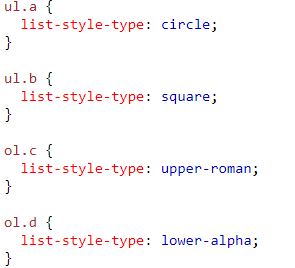 ul.a {
  list-style-type: circle;
}

ul.b {
  list-style-type: square;
}

ol.c {
  list-style-type: upper-roman;
}

ol.d {
  list-style-type: lower-alpha;
}